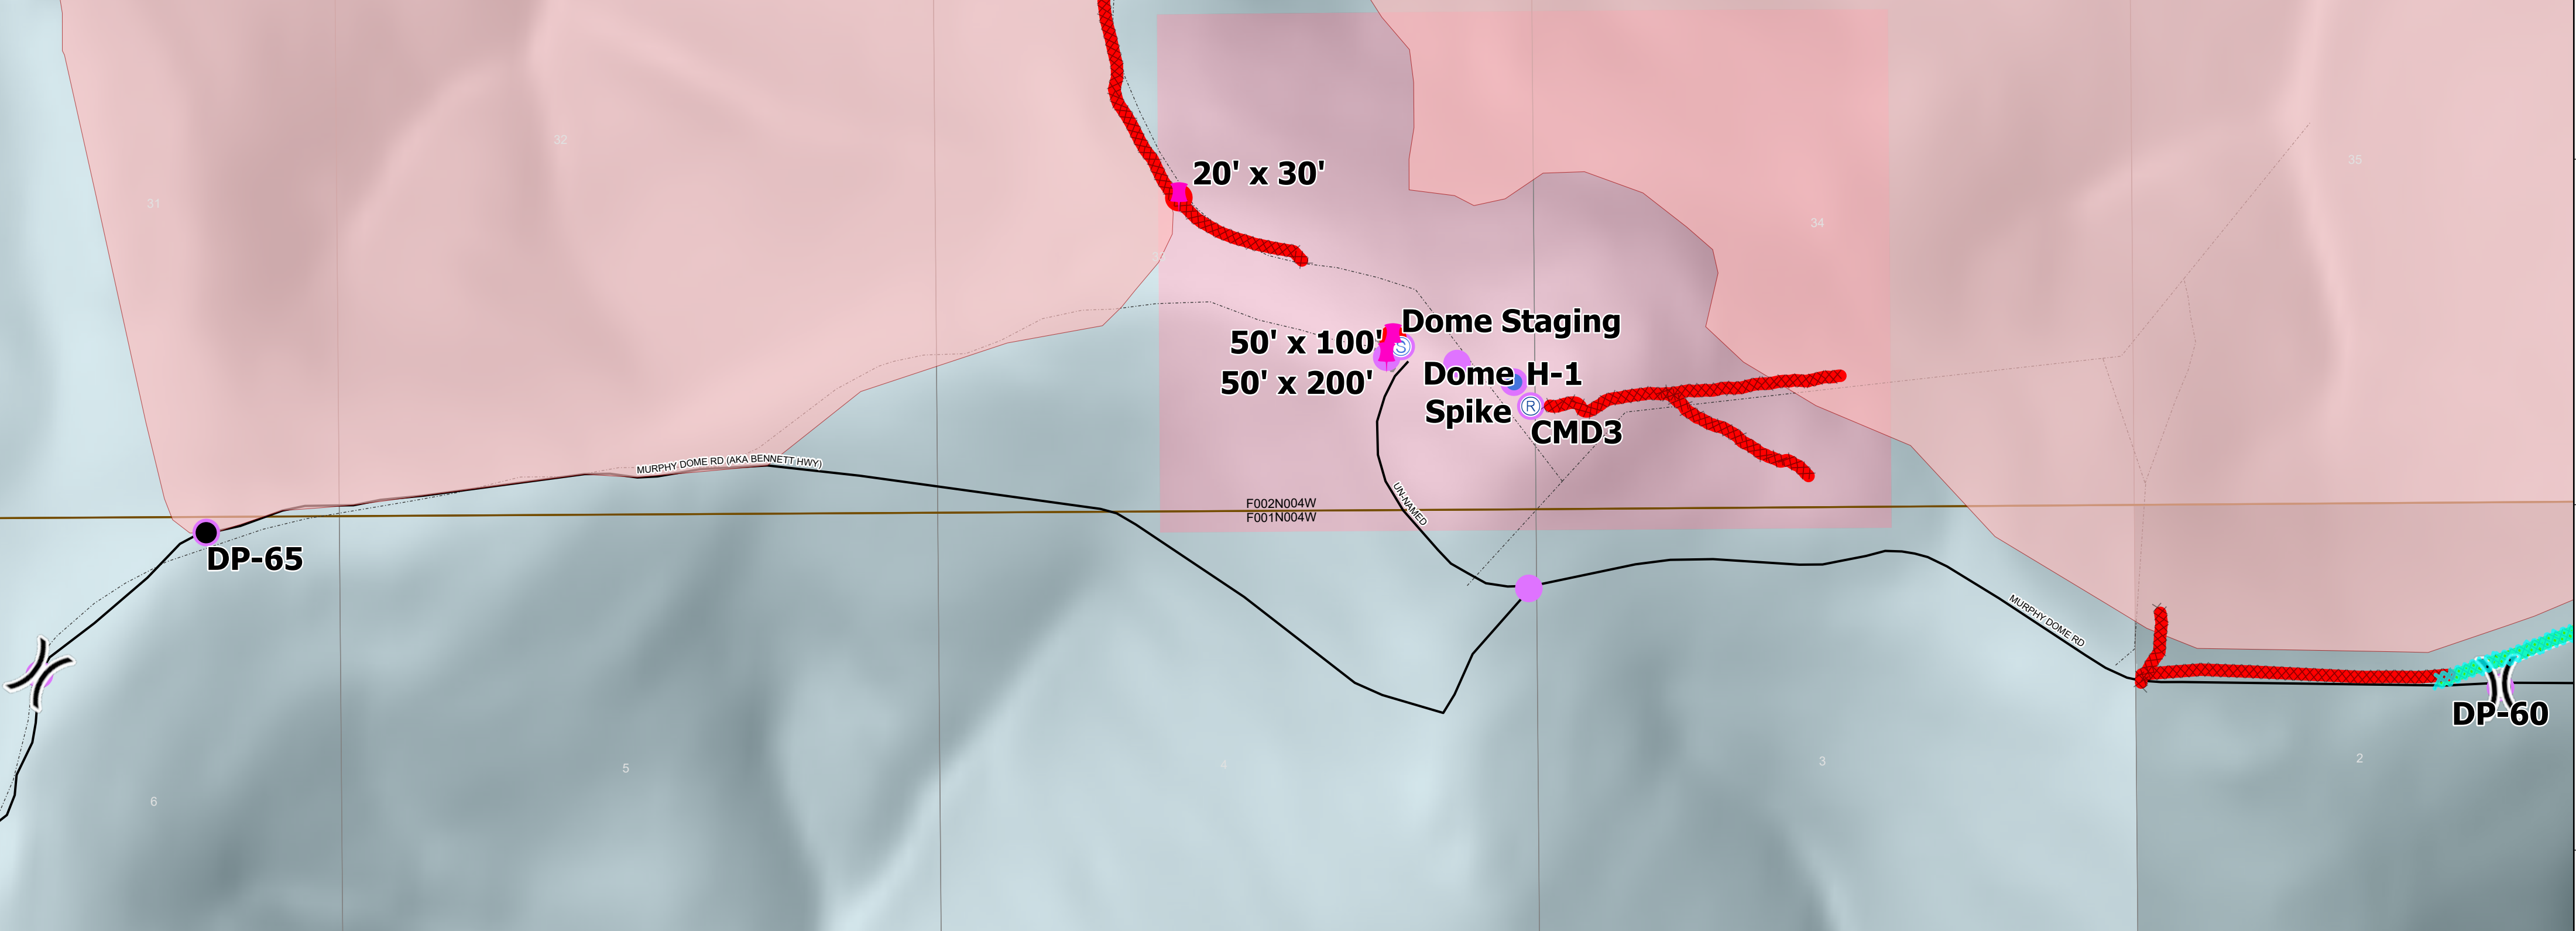 32
35
20' x 30'
31
34
Dome Staging
50' x 100'
S
Dome H-1
50' x 200'
Spike
R
CMD3
MURPHY DOME RD (AKA BENNETT HWY)
UN-NAMED
F002N004W
F001N004W
DP-65
MURPHY DOME RD
DP-60
5
4
3
2
6